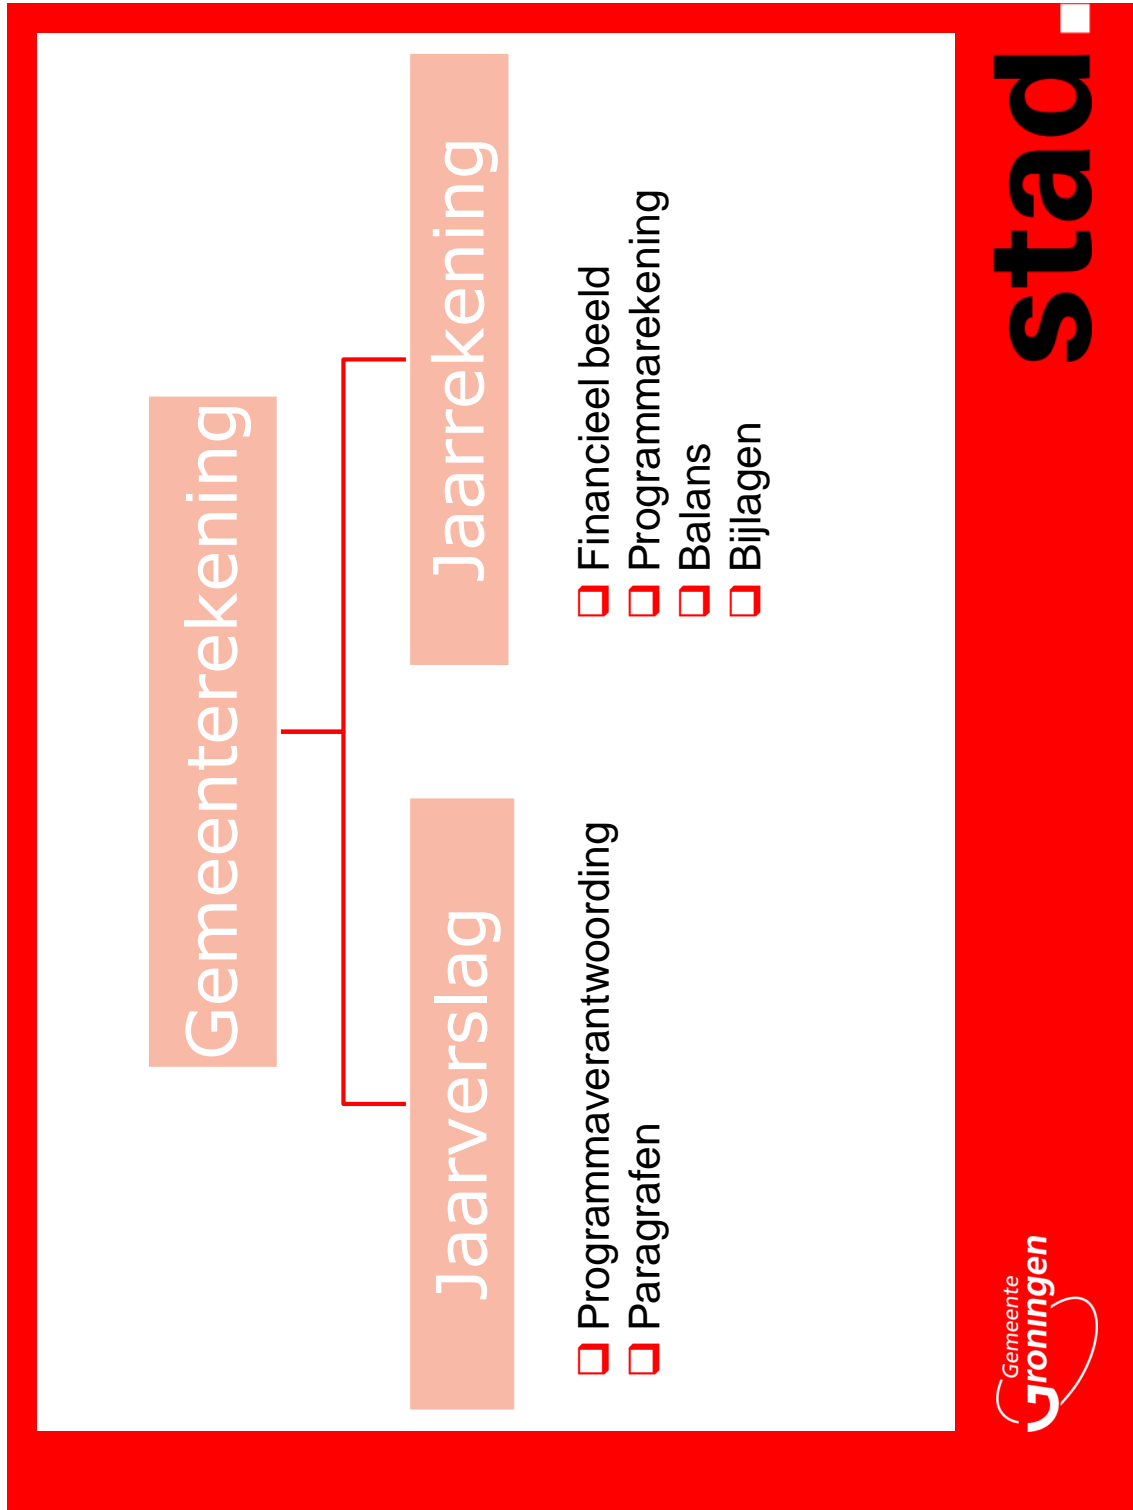 Gemeenterekening
Jaarverslag
Programmaverantwoording
Paragrafen
Jaarrekening
Financieel beeld
Programmarekening
Balans
Bijlagen
Gemeente
Groningen
stad.